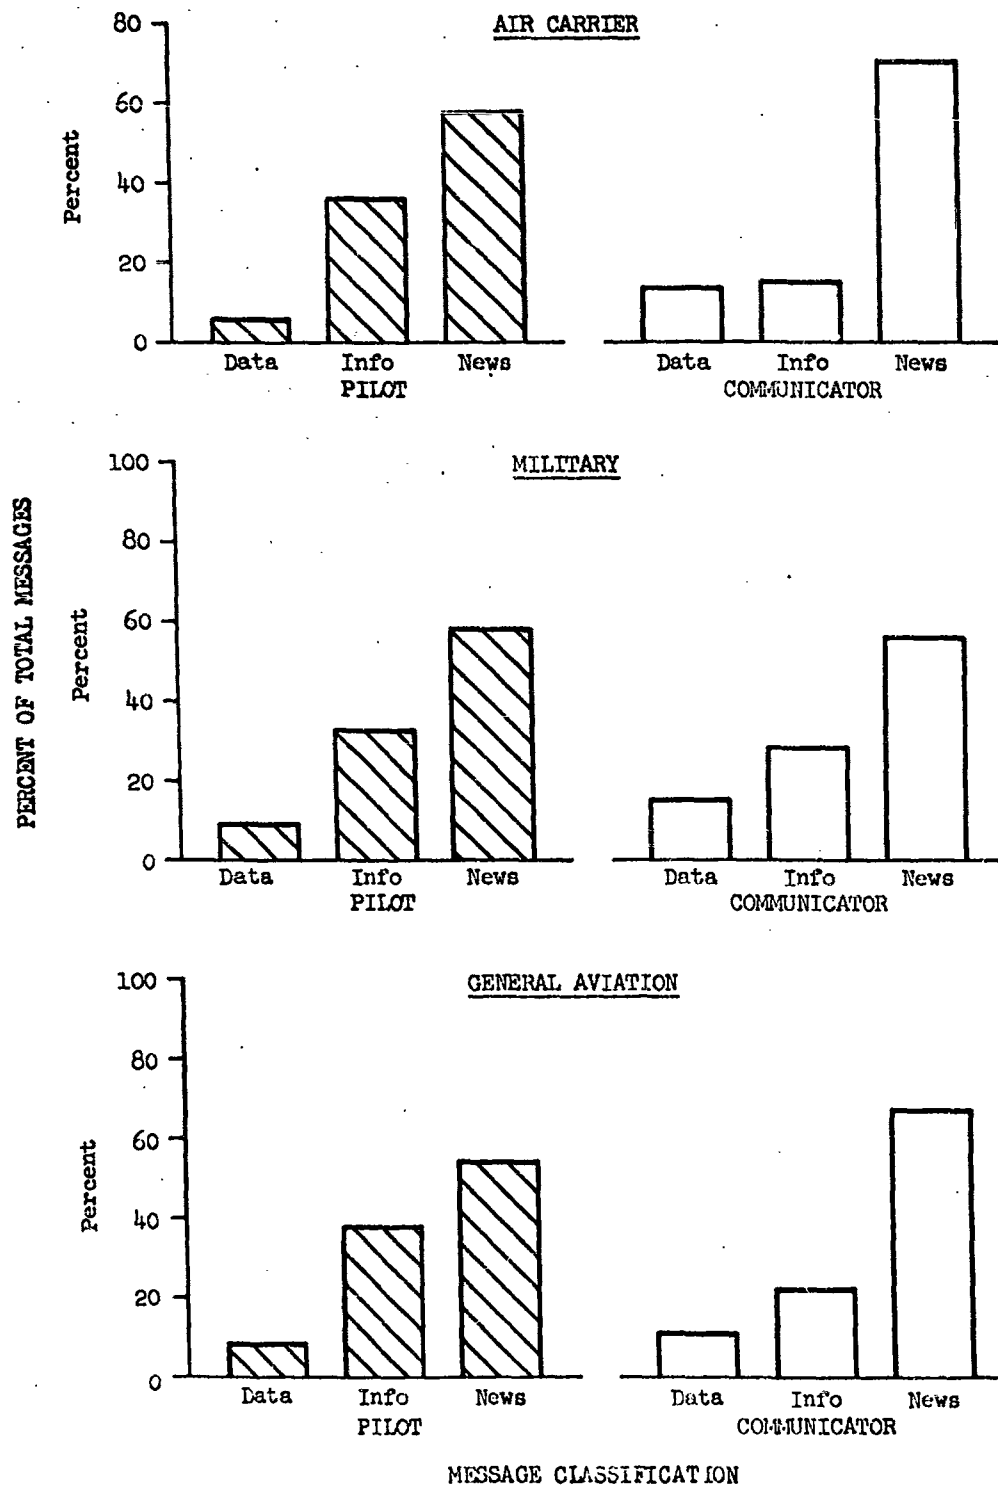 AIR CARRIER
80
60
40
20
0
Percent
Data Info News
PILOT
Data Info News
COMMUNICATOR
PERCENT OF TOTAL MESSAGES
MILITARY
100
80
60
40
20
0
Percent
Data Info News
PILOT
Data Info News
COMMUNICATOR
GENERAL AVIATION
100
80
60
40
20
0
Percent
Data Info News
PILOT
Data Info News
COMMUNICATOR
MESSAGE CLASSIFICATION